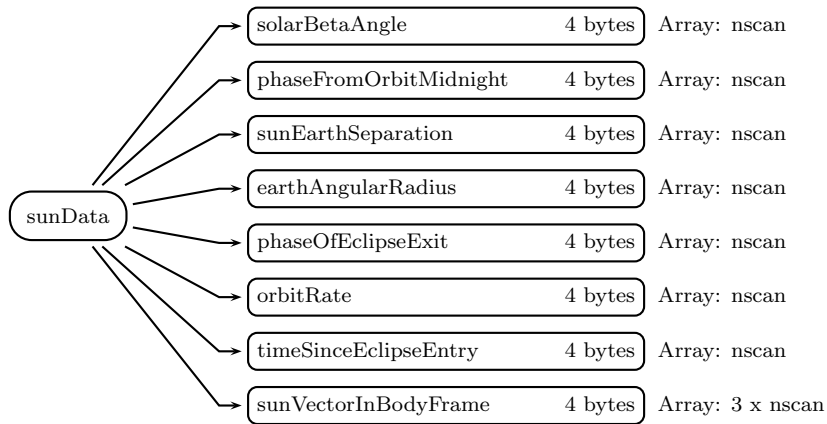 solarBetaAngle 4 bytes Array: nscan
phaseFromOrbitMidnight 4 bytes Array: nscan
sunEarthSeparation 4 bytes Array: nscan
earthAngularRadius 4 bytes Array: nscan
sunData
phaseOfEclipseExit 4 bytes Array: nscan
orbitRate 4 bytes Array: nscan
timeSinceEclipseEntry 4 bytes Array: nscan
sunVectorInBodyFrame 4 bytes Array: 3 x nscan